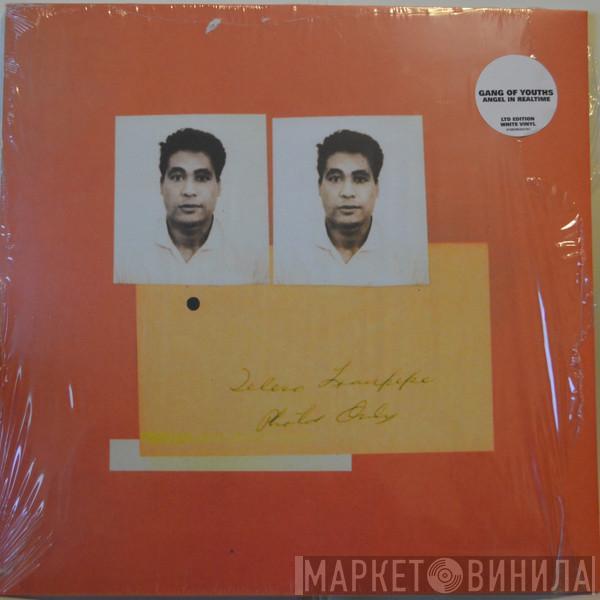 GANG OF YOUTHS
ANGEL IN REALTIME
LTD EDITION
WHITE VINYL
Photos Only
МАРКЕТ ВИНИЛА